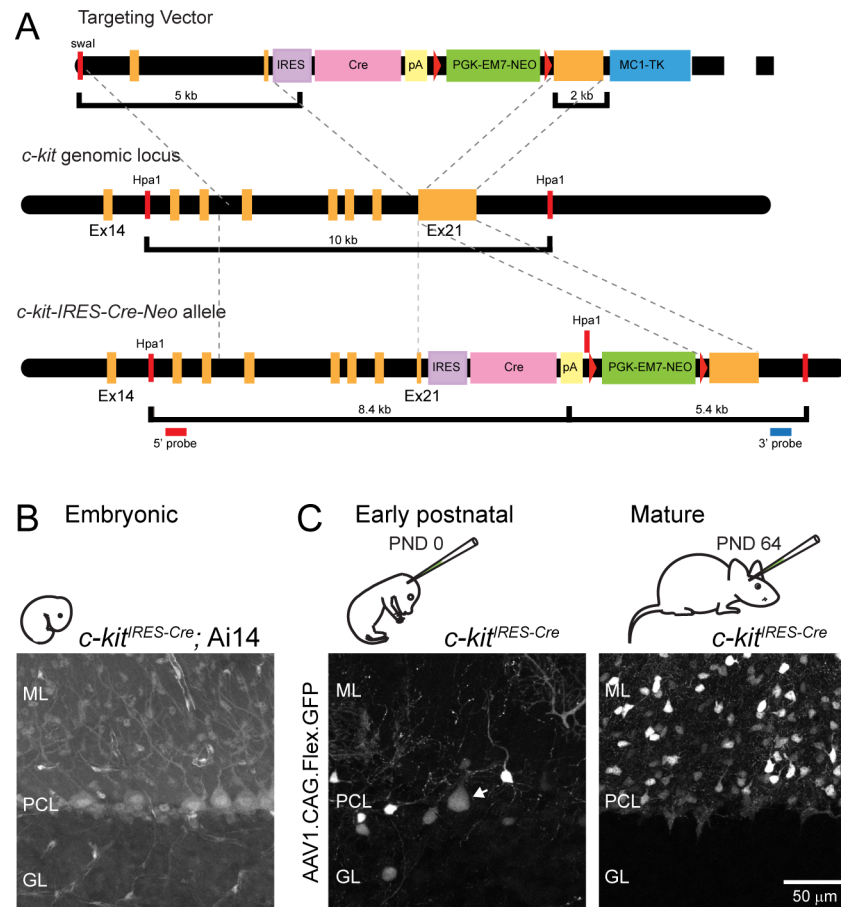 A
Targeting Vector
swaI
IRES
Cre
pA
PGK-EM7-NEO
MC1-TK
5 kb
2 kb
c-kit genomic locus
Hpa1
Hpa1
Ex14
Ex21
10 kb
c-kit-IRES-Cre-Neo allele
Hpa1
Hpa1
IRES
Cre
pA
PGK-EM7-NEO
Ex14
Ex21
8.4 kb
5.4 kb
5' probe
3' probe
B
Embryonic
c-kitIRES-Cre; Ai14
ML
PCL
GL
C
Early postnatal
PND 0
c-kitIRES-Cre
AAV1.CAG.Flex.GFP
ML
PCL
GL
Mature
PND 64
c-kitIRES-Cre
ML
PCL
GL
50 μm